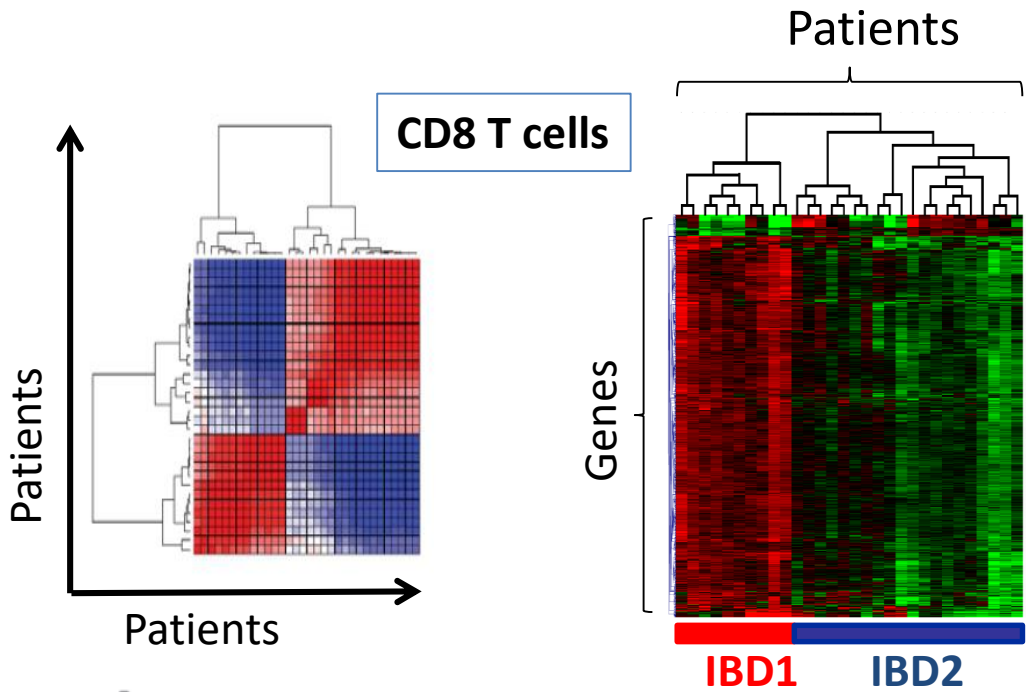 Patients
CD8 T cells
Patients
Genes
Patients
IBD1
IBD2